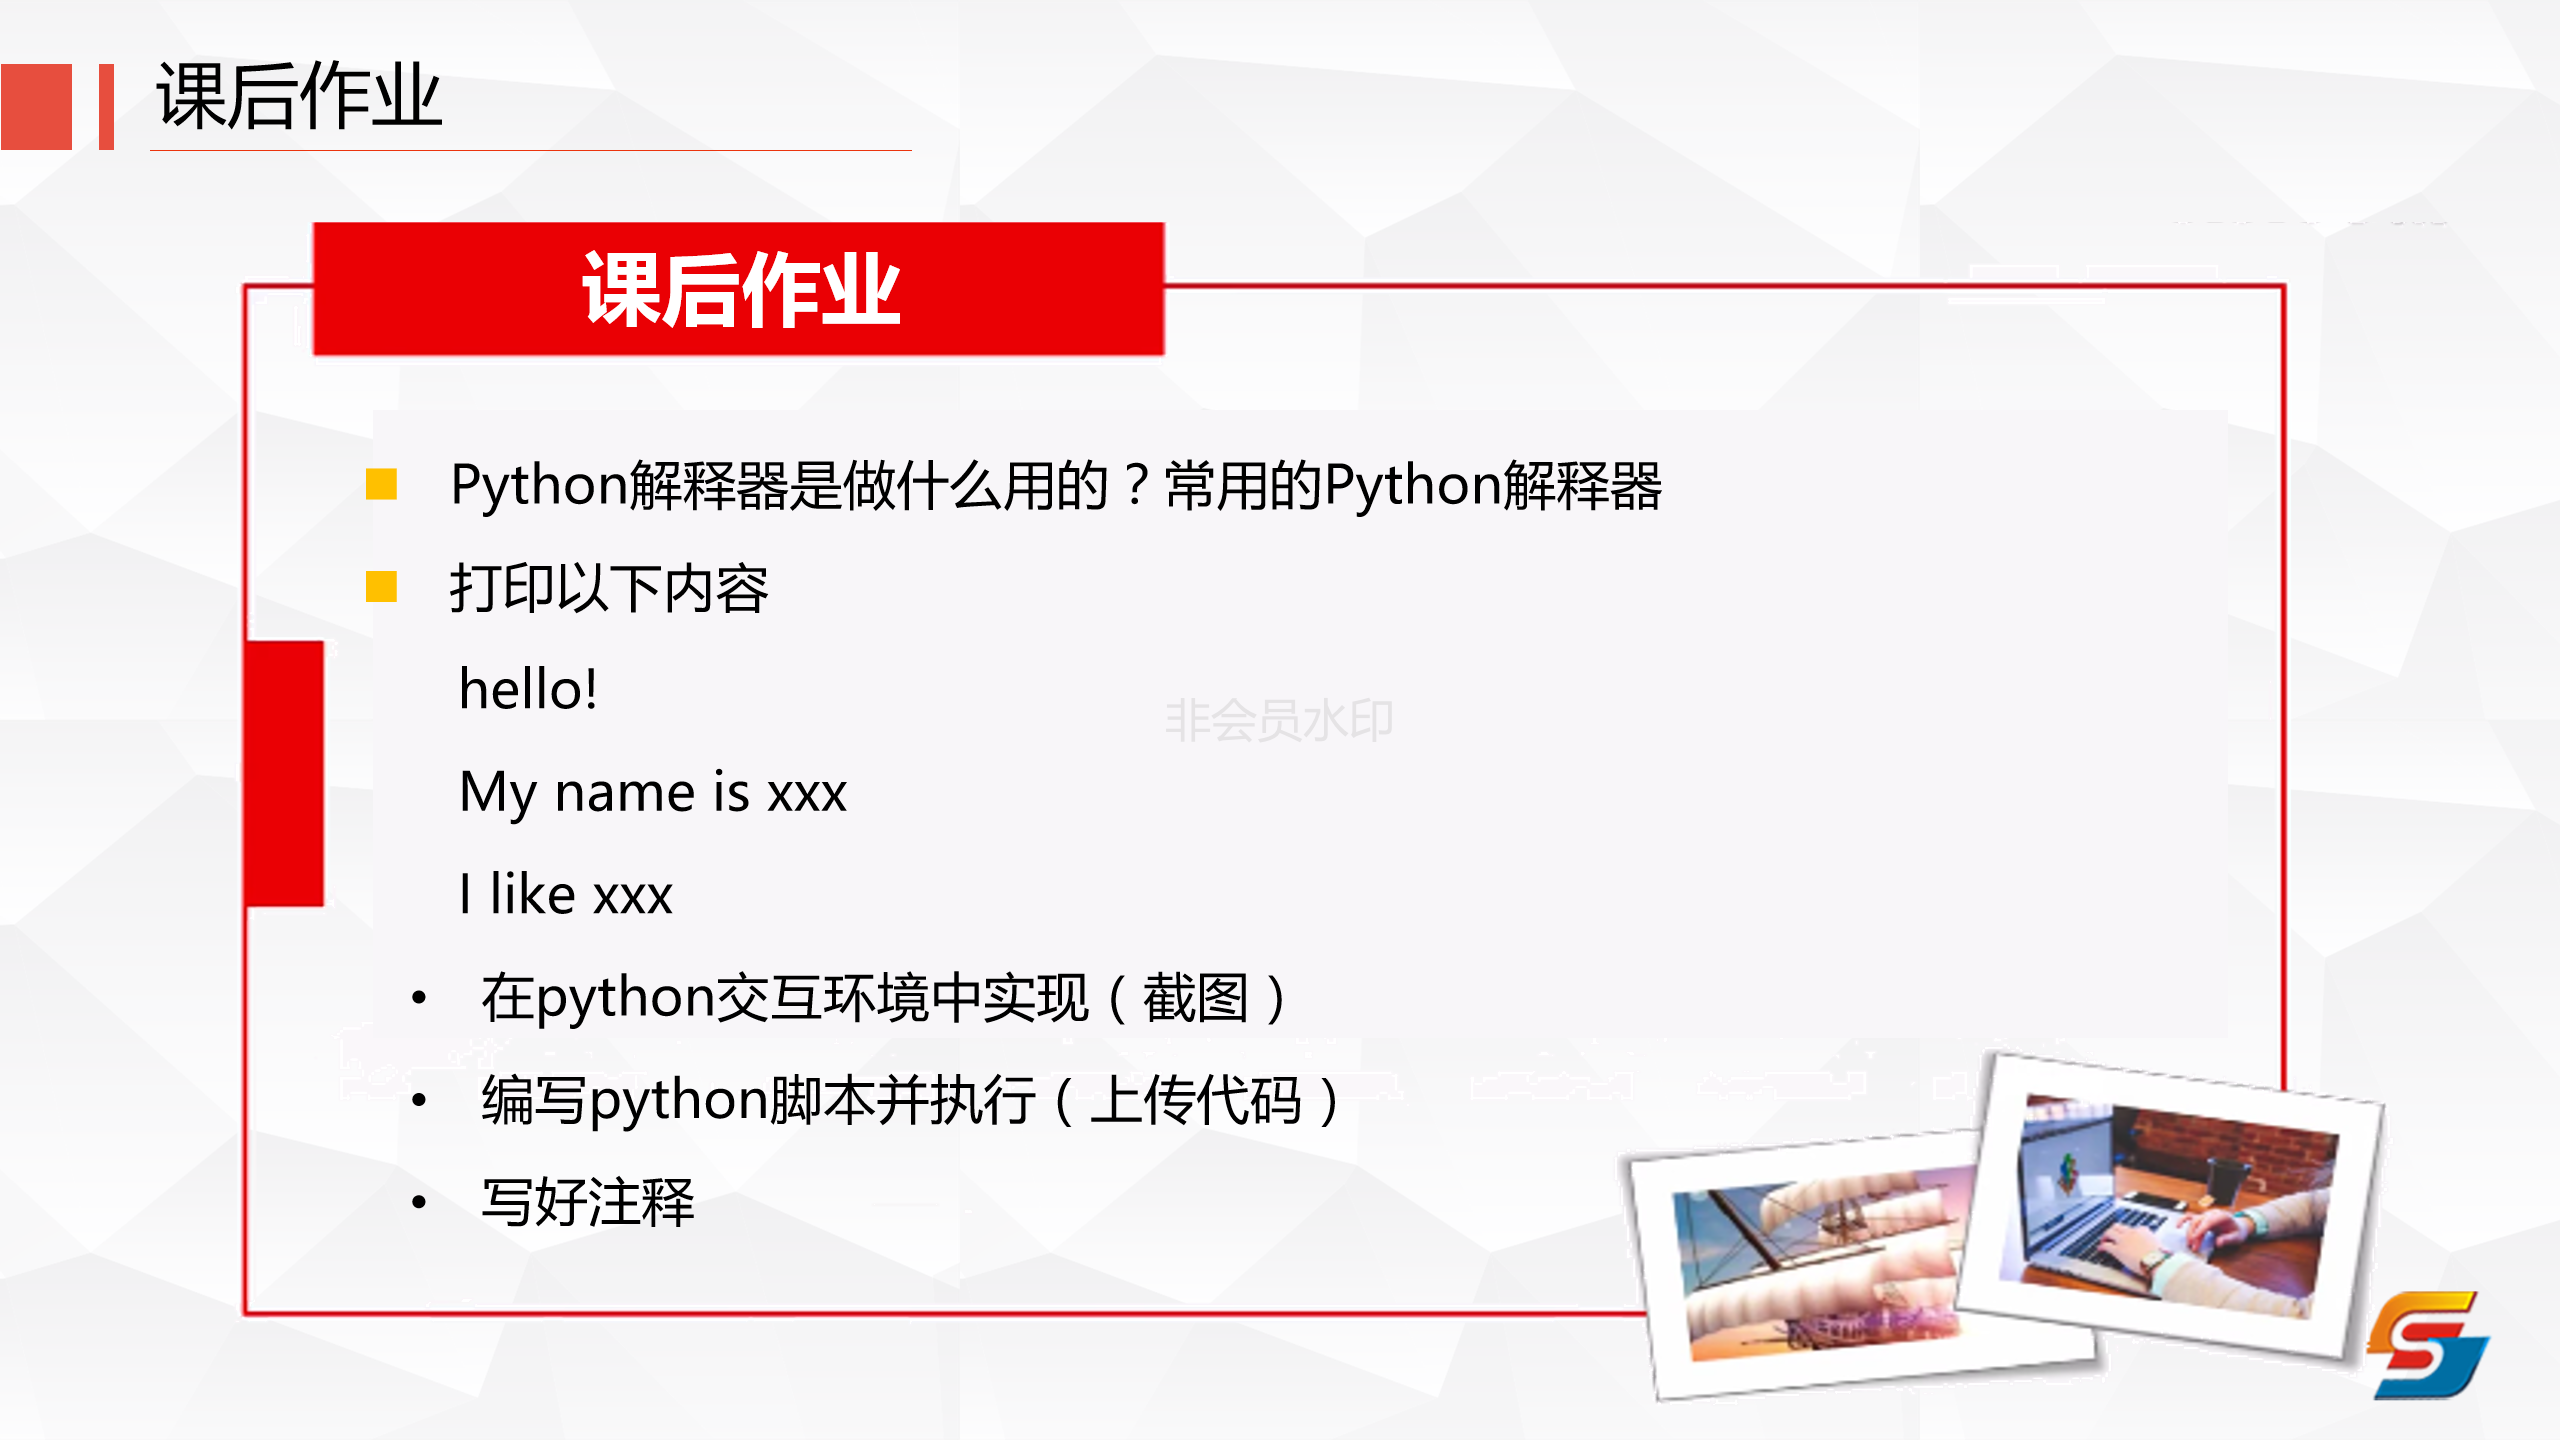 课后作业
课后作业
Python解释器是做什么用的？常用的Python解释器
打印以下内容
hello!
非会员水印
My name is xxx
I like xxx
• 在python交互环境中实现（截图）
• 编写python脚本并执行（上传代码）
• 写好注释